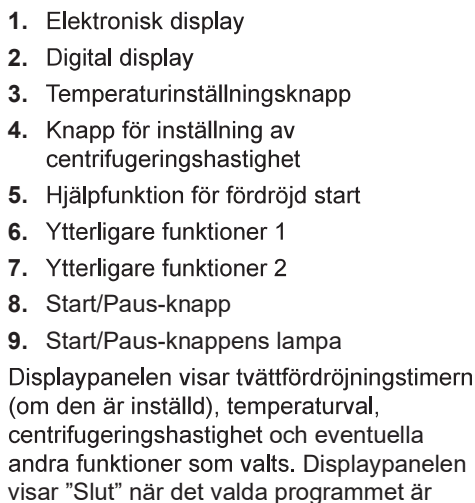 1. Elektronisk display
2. Digital display
3. Temperaturinställningsknapp
4. Knapp för inställning av
centrifugeringshastighet
5. Hjälpfunktion för fördröjd start
6. Ytterligare funktioner 1
7. Ytterligare funktioner 2
8. Start/Paus-knapp
9. Start/Paus-knappens lampa
Displaypanelen visar tvättfördröjningstimern
(om den är inställd), temperaturval,
centrifugeringshastighet och eventuella
andra funktioner som valts. Displaypanelen
visar ”Slut” när det valda programmet är